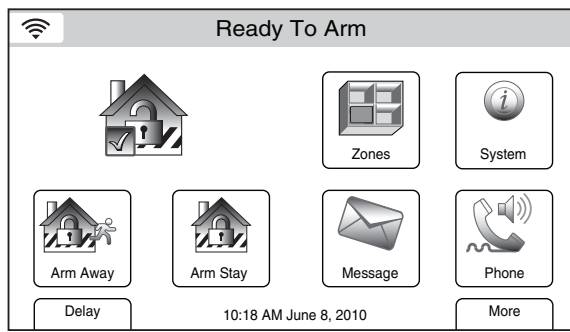 Ready To Arm
Zones
System
Arm Away
Arm Stay
Message
Phone
Delay
10:18 AM June 8, 2010
More